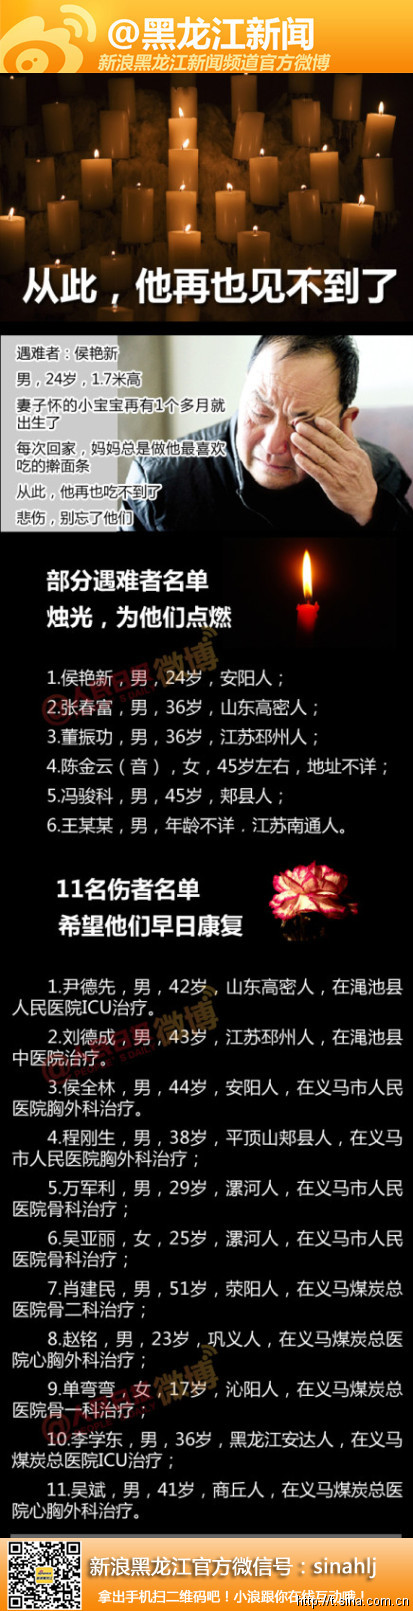 @黑龙江新闻
新浪黑龙江新闻频道官方微博
从此，他再也见不到了
遇难者：侯艳新
男，24岁，1.7米高
妻子怀的小宝宝再有1个多月就
出生了
每次回家，妈妈总是做他最喜欢
吃的擀面条
从此，他再也吃不到了
悲伤，别忘了他们
部分遇难者名单
烛光，为他们点燃
1.侯艳新，男，24岁，安阳人；
2.张春富，男，36岁，山东高密人；
3.董振功，男，36岁，江苏邳州人；
4.陈金云（音），女，45岁左右，地址不详；
5.冯骏科，男，45岁，郏县人；
6.王某某，男，年龄不详．江苏南通人。
@人民日报微博
11名伤者名单
希望他们早日康复
1.尹德先，男，42岁，山东高密人，在渑池县
人民医院ICU治疗。
2.刘德成，男，43岁，江苏邳州人，在渑池县
中医院治疗。
@人民日报微博
PEOPLE'S DAILY
3.侯全林，男，44岁，安阳人，在义马市人民
医院胸外科治疗。
4.程刚生，男，38岁，平顶山郏县人，在义马
市人民医院胸外科治疗；
5.万军利，男，29岁，漯河人，在义马市人民
医院骨科治疗；
6.吴亚丽，女，25岁，漯河人，在义马市人民
医院骨科治疗；
7.肖建民，男，51岁，荥阳人，在义马煤炭总
医院骨二科治疗；
8.赵铭，男，23岁，巩义人，在义马煤炭总医
院心胸外科治疗；
9.单弯弯，女，17岁，沁阳人，在义马煤炭总
医院骨一科治疗；
@人民日报微博
PEOPLE'S DAILY
10.李学东，男，36岁，黑龙江安达人，在义马
煤炭总医院ICU治疗；
11.吴斌，男，41岁，商丘人，在义马煤炭总医
院心胸外科治疗。
新浪黑龙江官方微信号：sinahlj
拿出手机扫二维码吧！小浪跟你在线互动哦！
http://t.sina.com.cn